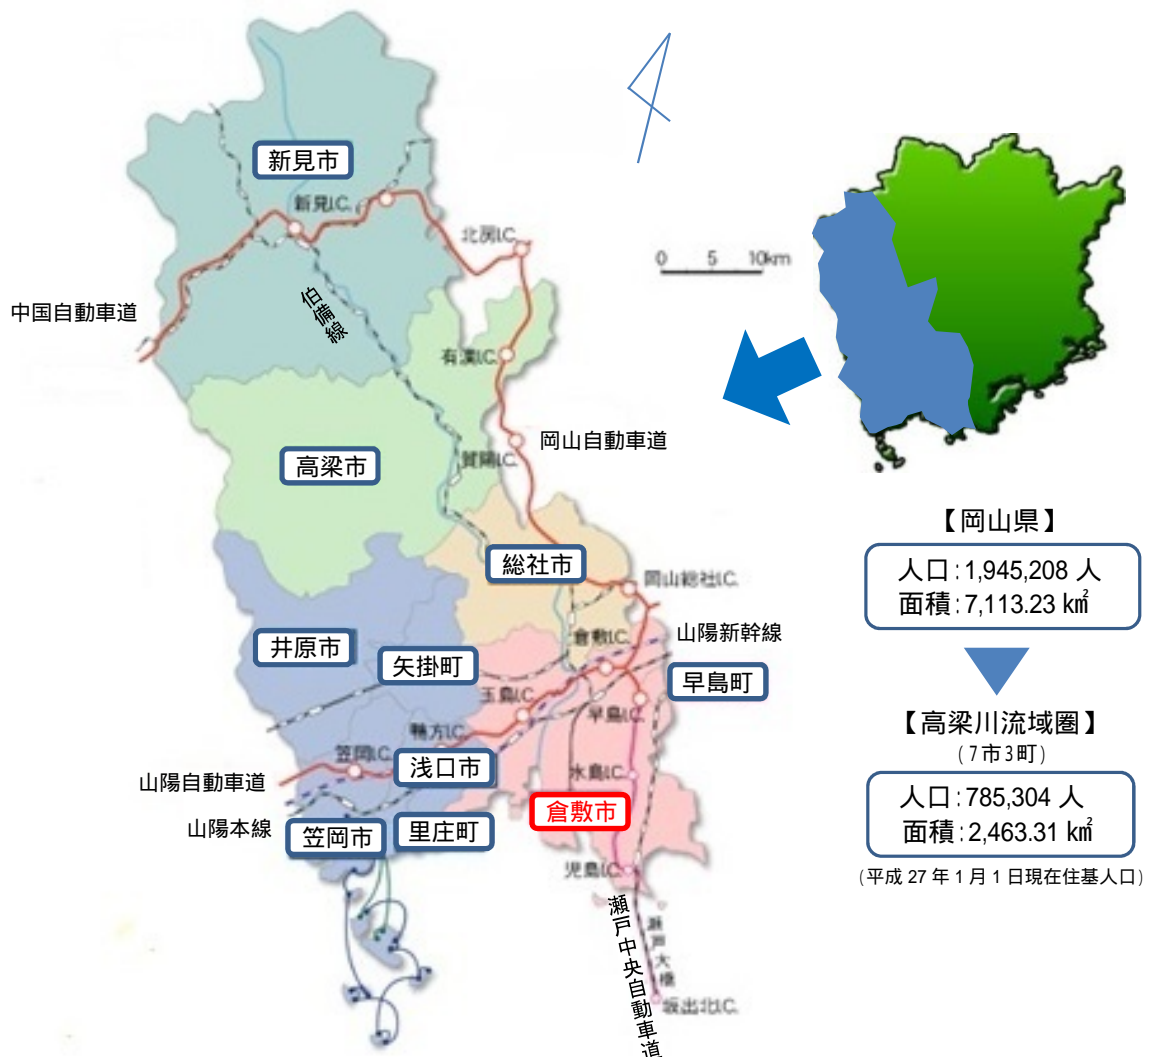 新見市
新見I.C.
北房I.C.
0 5 10km
中国自動車道
伯備線
有漢I.C.
岡山自動車道
高梁市
賀陽I.C.
【岡山県】
人口:1,945,208 人
面積:7,113.23 ㎢
総社市
岡山総社I.C.
倉敷I.C.
山陽新幹線
井原市
矢掛町
早島町
玉島I.C.
早島I.C.
【高梁川流域圏】
(7市3町)
人口:785,304 人
面積:2,463.31 ㎢
(平成 27 年 1 月 1 日現在住基人口)
鴨方I.C.
笠岡I.C.
浅口市
水島I.C.
山陽自動車道
倉敷市
山陽本線
笠岡市
里庄町
児島I.C.
瀬戸中央自動車道
瀬戸大橋
坂出北I.C.